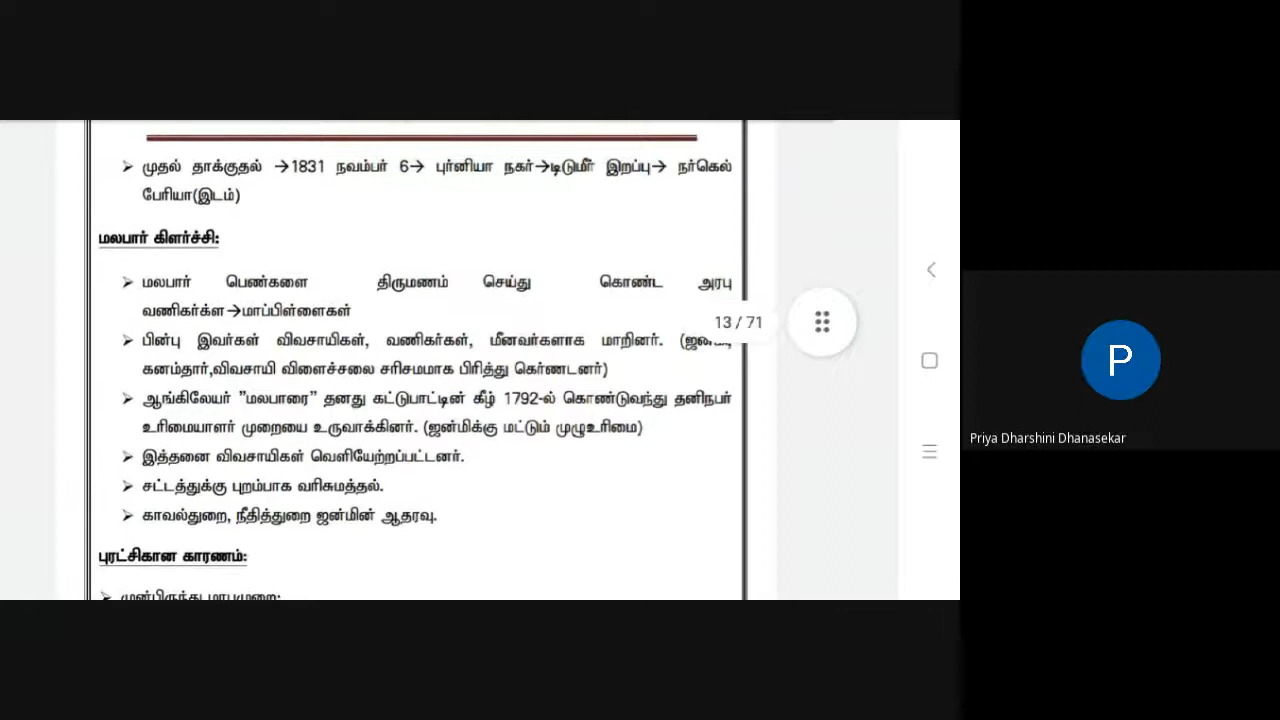 ➢ முதல் தாக்குதல் →1831 நவம்பர் 6→ புர்னியா நகர்→டிடுமீர் இறப்பு→ நர்கெல்
பேரியா(இடம்)
மலபார் கிளர்ச்சி:
➢ மலபார் பெண்களை திருமணம் செய்து கொண்ட அரபு
வணிகர்க்ள→மாப்பிள்ளைகள்
➢ பின்பு இவர்கள் விவசாயிகள், வணிகர்கள், மீனவர்களாக மாறினர்.
கனம்தார்,விவசாயி விளைச்சலை சரிசமமாக பிரித்து கெர்ணடனர்)
➢ ஆங்கிலேயர் "மலபாரை" தனது கட்டுபாட்டின் கீழ் 1792-ல் கொண்டுவந்து தனிநபர்
உரிமையாளர் முறையை உருவாக்கினர். (ஜன்மிக்கு மட்டும் முழுஉரிமை)
➢ இத்தனை விவசாயிகள் வெளியேற்றப்பட்டனர்.
➢ சட்டத்துக்கு புறம்பாக வரிசுமத்தல்.
➢ காவல்துறை, நீதித்துறை ஜன்மின் ஆதரவு.
புரட்சிகான காரணம்:
13 / 71
P
Priya Dharshini Dhanasekar